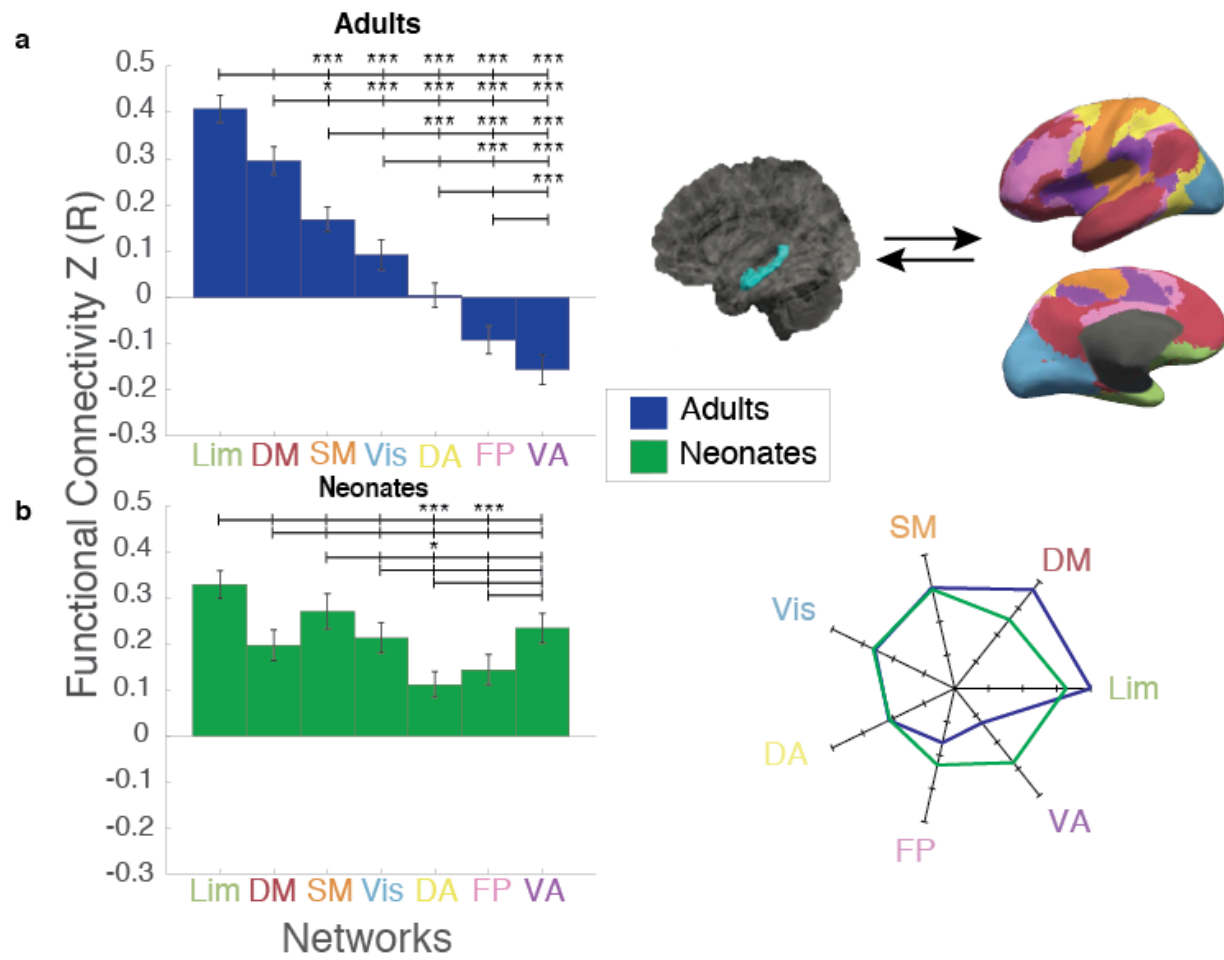 a
Adults
Functional Connectivity Z (R)
0.5
0.4
0.3
0.2
0.1
0
-0.1
-0.2
-0.3
*** *** *** *** ***
* *** *** *** ***
*** *** ***
*** ***
***
Lim DM SM Vis DA FP VA
Adults
Neonates
b
Neonates
0.5
0.4
0.3
0.2
0.1
0
-0.1
-0.2
-0.3
*** ***
*
Lim DM SM Vis DA FP VA
Networks
SM
DM
Vis
Lim
DA
VA
FP